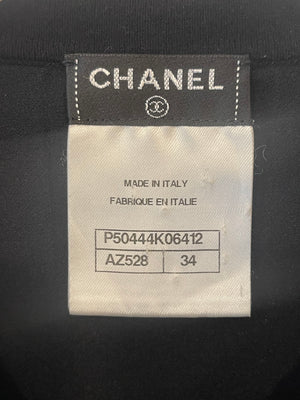 CHANEL
MADE IN ITALY
FABRIQUE EN ITALIE
P50444K06412
AZ528 34